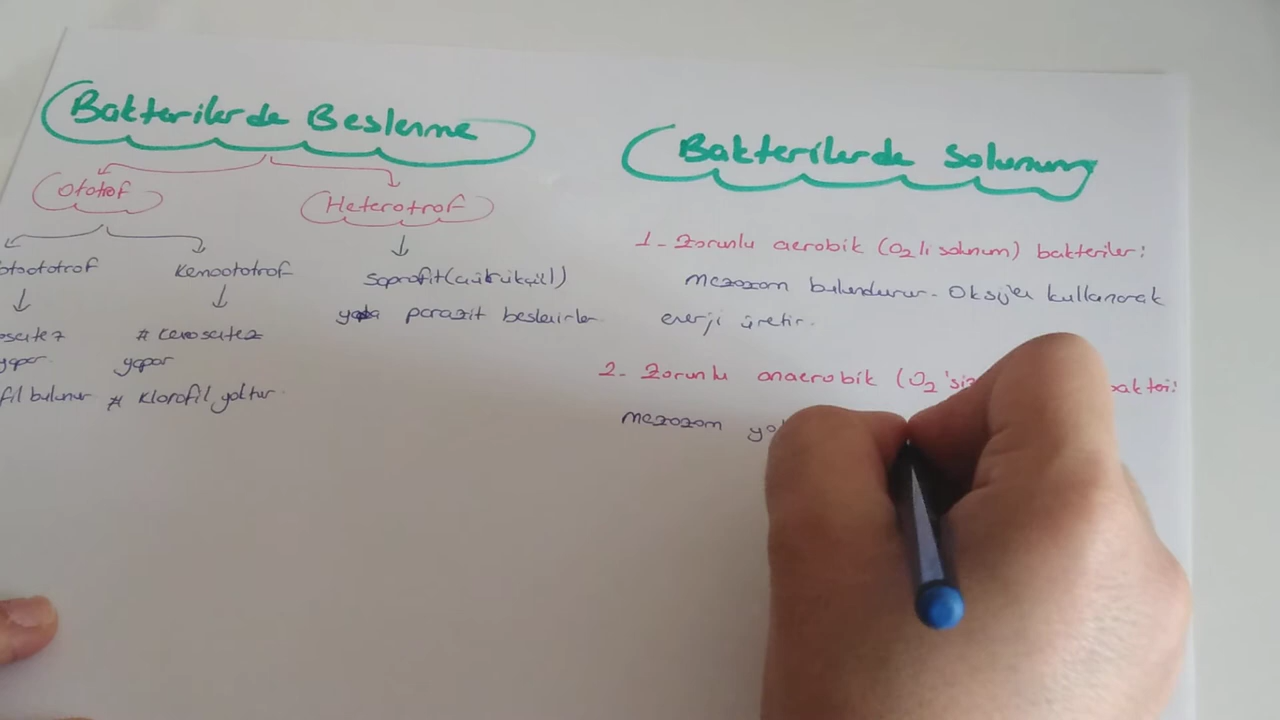 Bakterilerde Beslenme
Ototrof
Heterotrof
Kemoototrof
saprofit (çürükçül)
yada parazit beslenirler
# Kemosentez
yapar
yapar.
fil bulunur
# Klorofil yoktur.
Bakterilerde Solunum
1- Zorunlu aerobik (O2 li solunum) bakteriler:
mezozom bulundurur. Oksijen kullanarak
enerji üretir.
2- Zorunlu anaerobik (O2'siz
mezozom